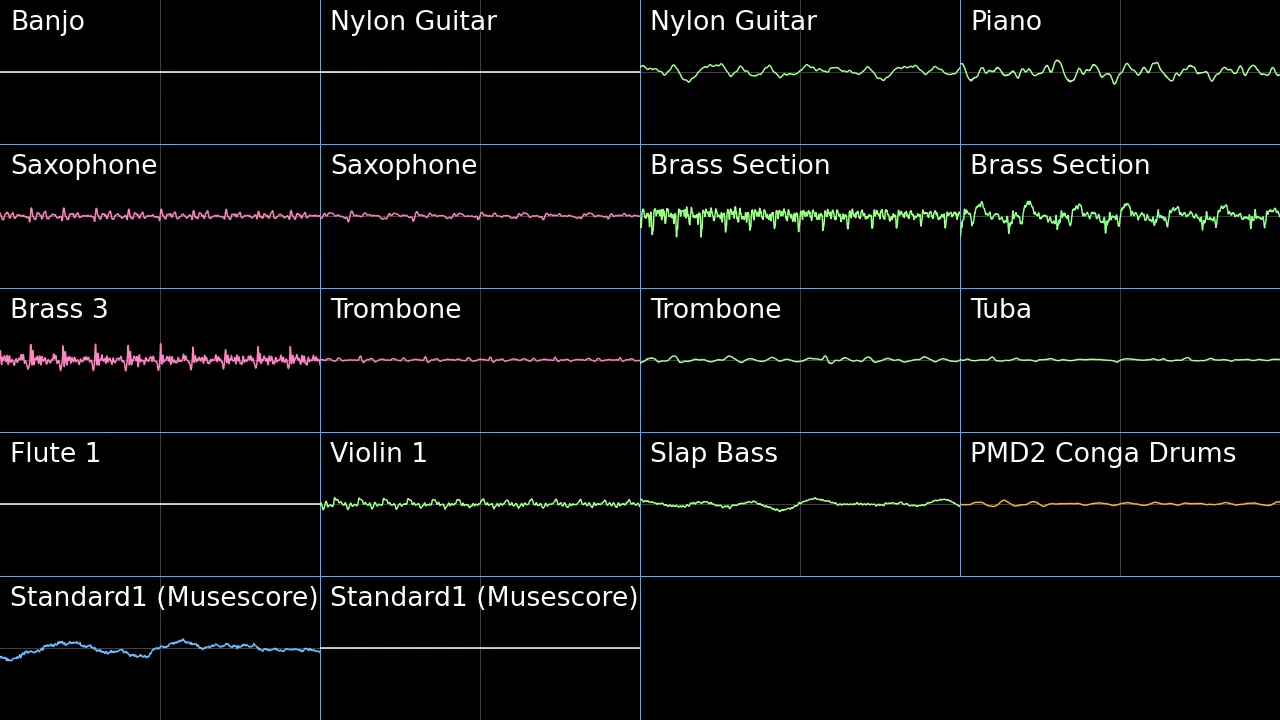 Banjo
Nylon Guitar
Nylon Guitar
Piano
Saxophone
Saxophone
Brass Section
Brass Section
Brass 3
Trombone
Trombone
Tuba
Flute 1
Violin 1
Slap Bass
PMD2 Conga Drums
Standard1 (Musescore)
Standard1 (Musescore)